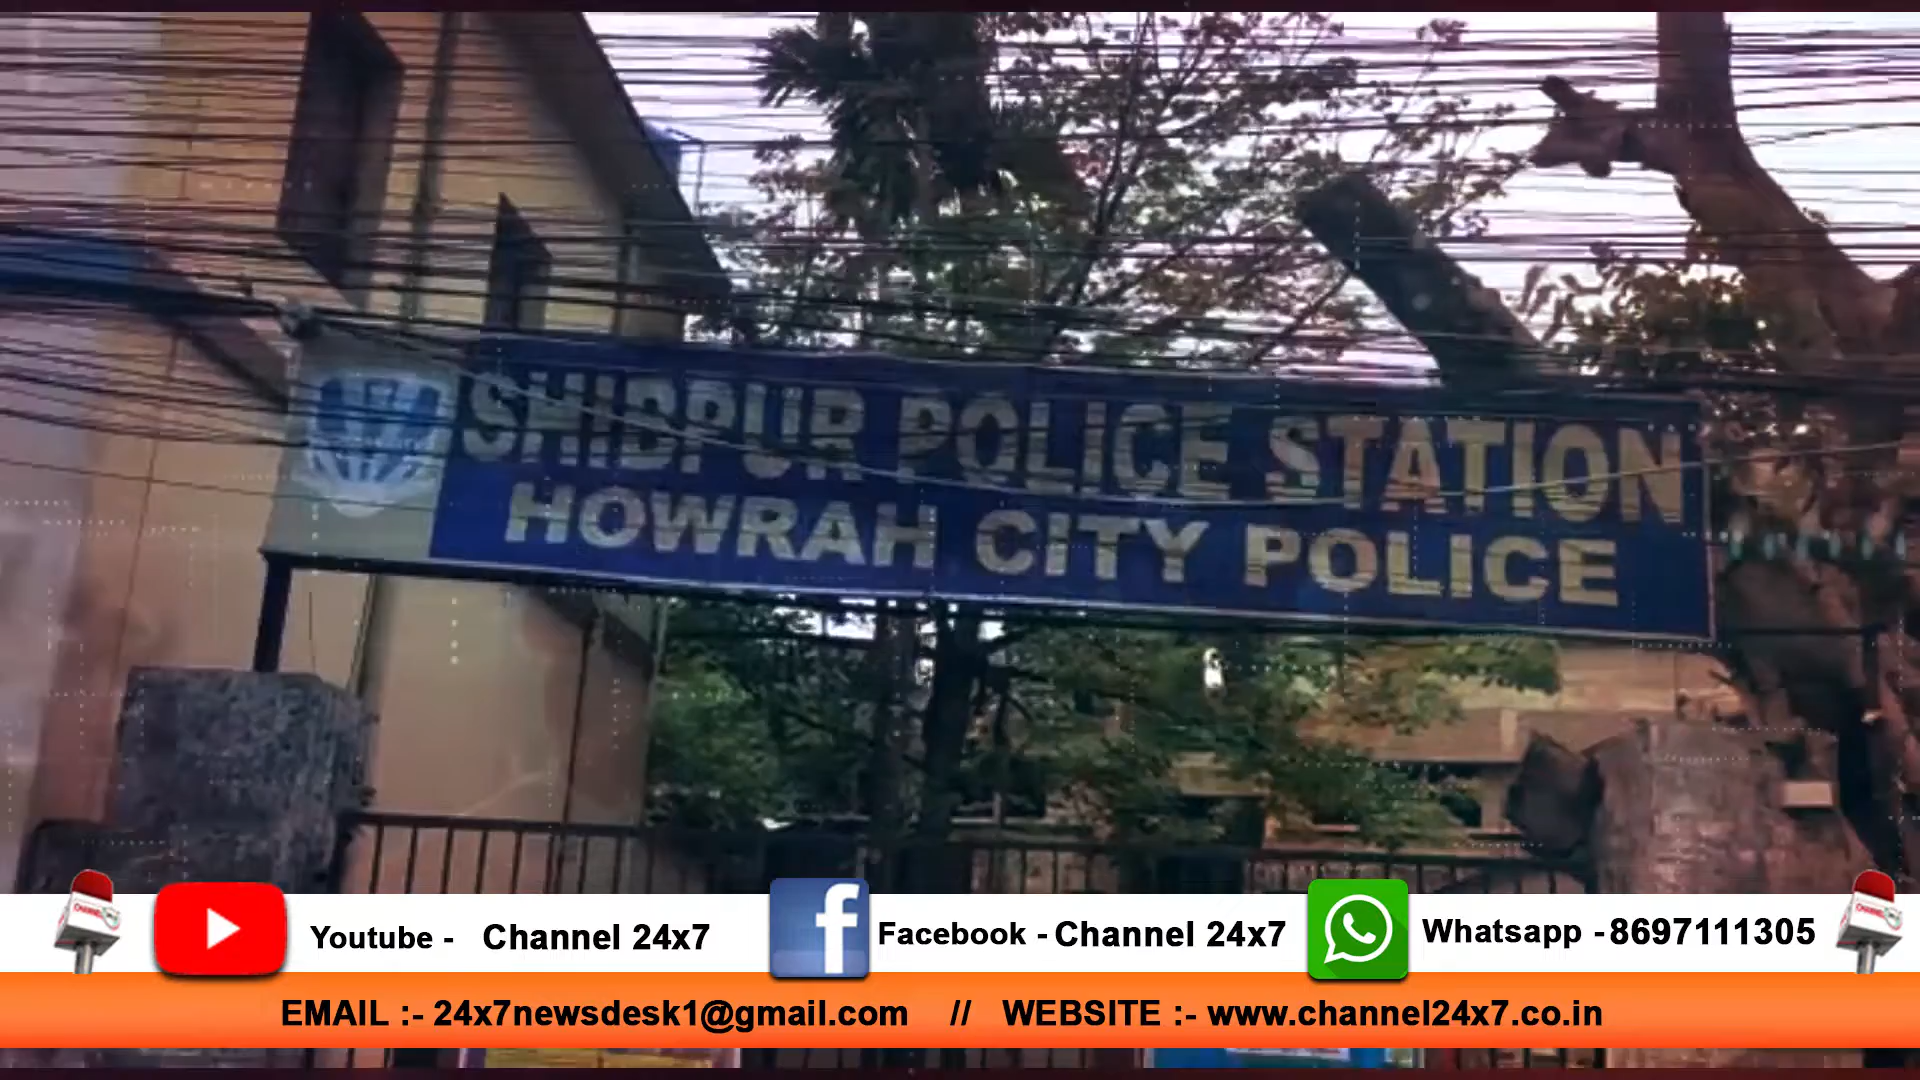 SHIBPUR POLICE STATION
HOWRAH CITY POLICE
Youtube - Channel 24x7
Facebook - Channel 24x7
Whatsapp - 8697111305
EMAIL :- 24x7newsdesk1@gmail.com // WEBSITE :- www.channel24x7.co.in